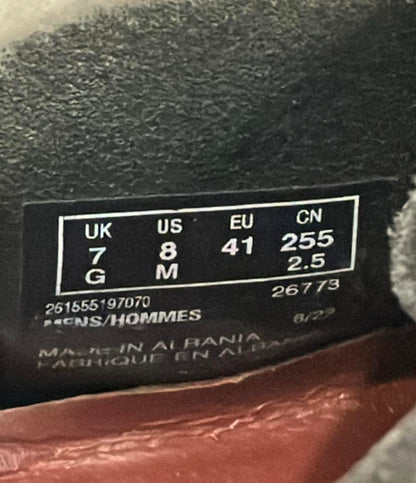 UK US EU CN
7 8 41 255
G M 2.5
261555197070 26773
MENS/HOMMES 8/22
MADE IN ALBANIA
FABRIQUE EN